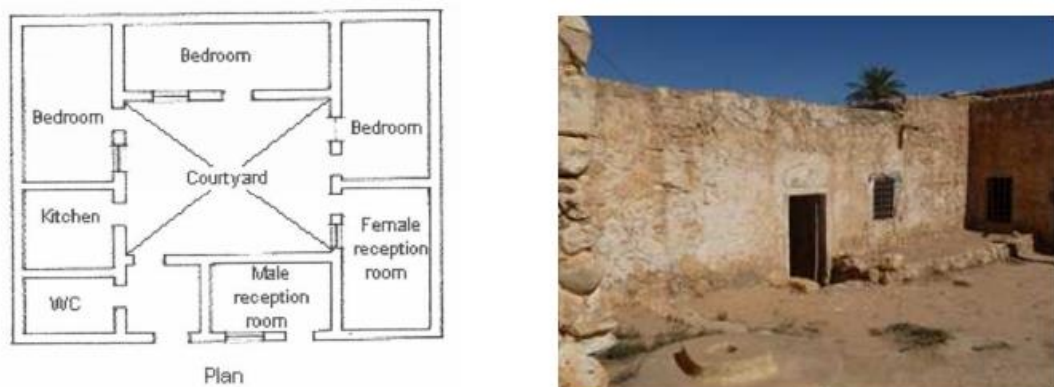 Bedroom
Bedroom
Bedroom
Courtyard
Kitchen
Female
reception
room
Male
reception
room
WC
Plan